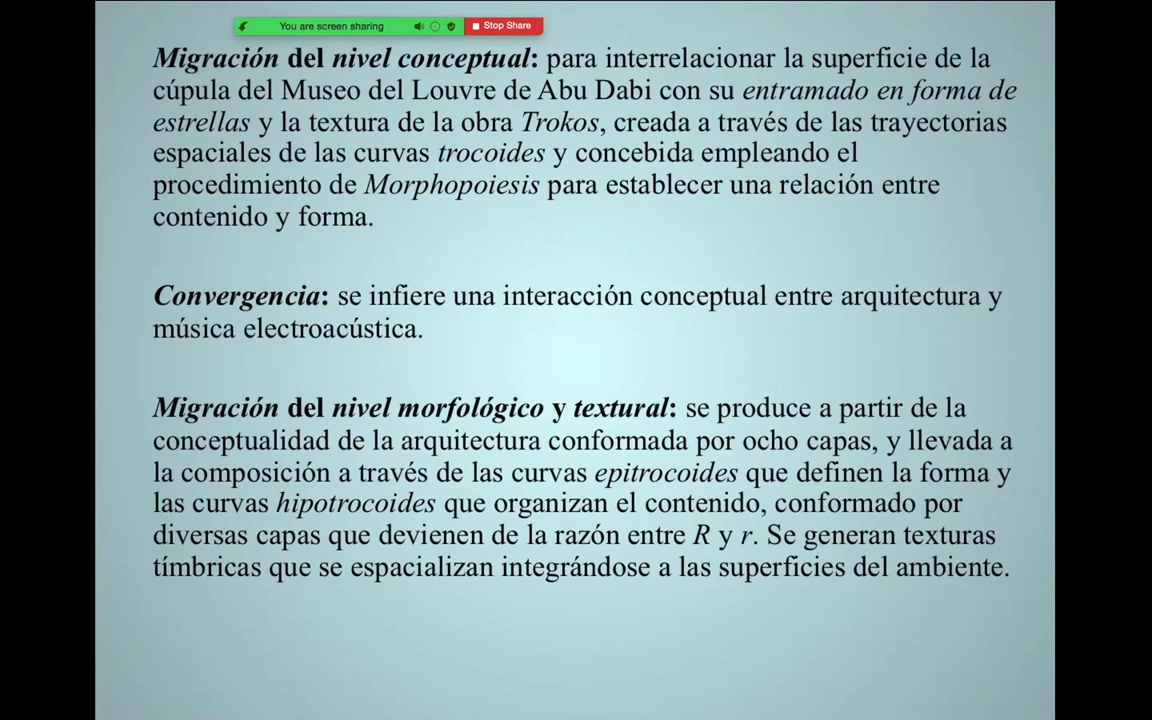 You are screen sharing Stop Share
Migración del nivel conceptual: para interrelacionar la superficie de la
cúpula del Museo del Louvre de Abu Dabi con su entramado en forma de
estrellas y la textura de la obra Trokos, creada a través de las trayectorias
espaciales de las curvas trocoides y concebida empleando el
procedimiento de Morphopoiesis para establecer una relación entre
contenido y forma.
Convergencia: se infiere una interacción conceptual entre arquitectura y
música electroacústica.
Migración del nivel morfológico y textural: se produce a partir de la
conceptualidad de la arquitectura conformada por ocho capas, y llevada a
la composición a través de las curvas epitrocoides que definen la forma y
las curvas hipotrocoides que organizan el contenido, conformado por
diversas capas que devienen de la razón entre R y r. Se generan texturas
tímbricas que se espacializan integrándose a las superficies del ambiente.